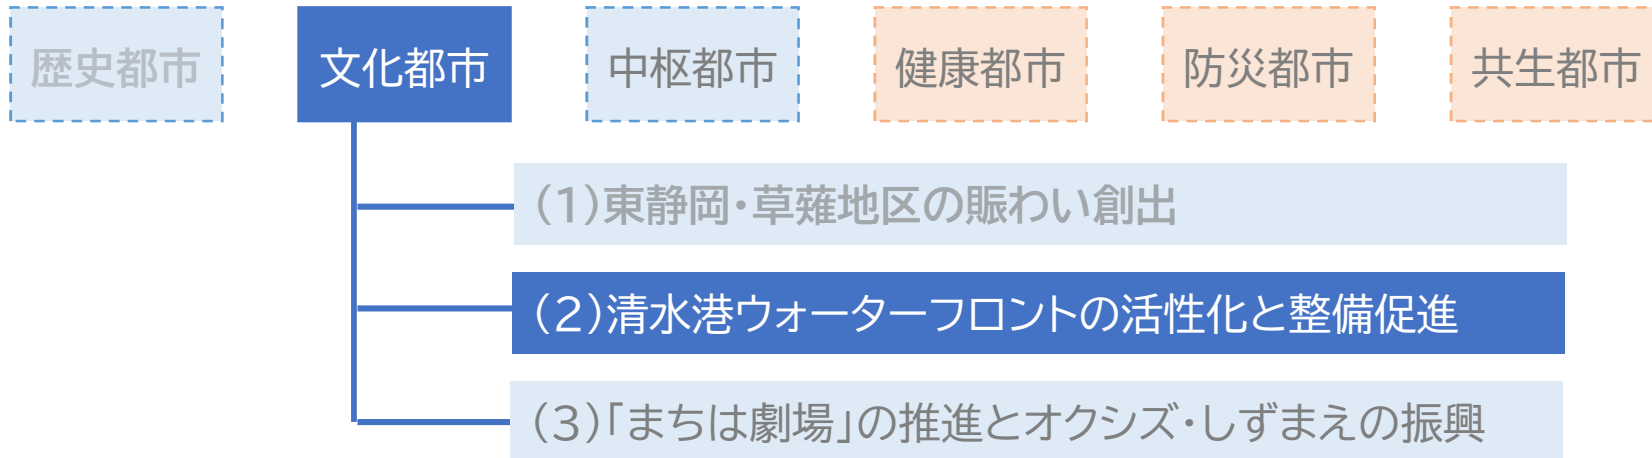 歴史都市
文化都市
中枢都市
健康都市
防災都市
共生都市
(1)東静岡・草薙地区の賑わい創出
(2)清水港ウォーターフロントの活性化と整備促進
(3)「まちは劇場」の推進とオクシズ・しずまえの振興